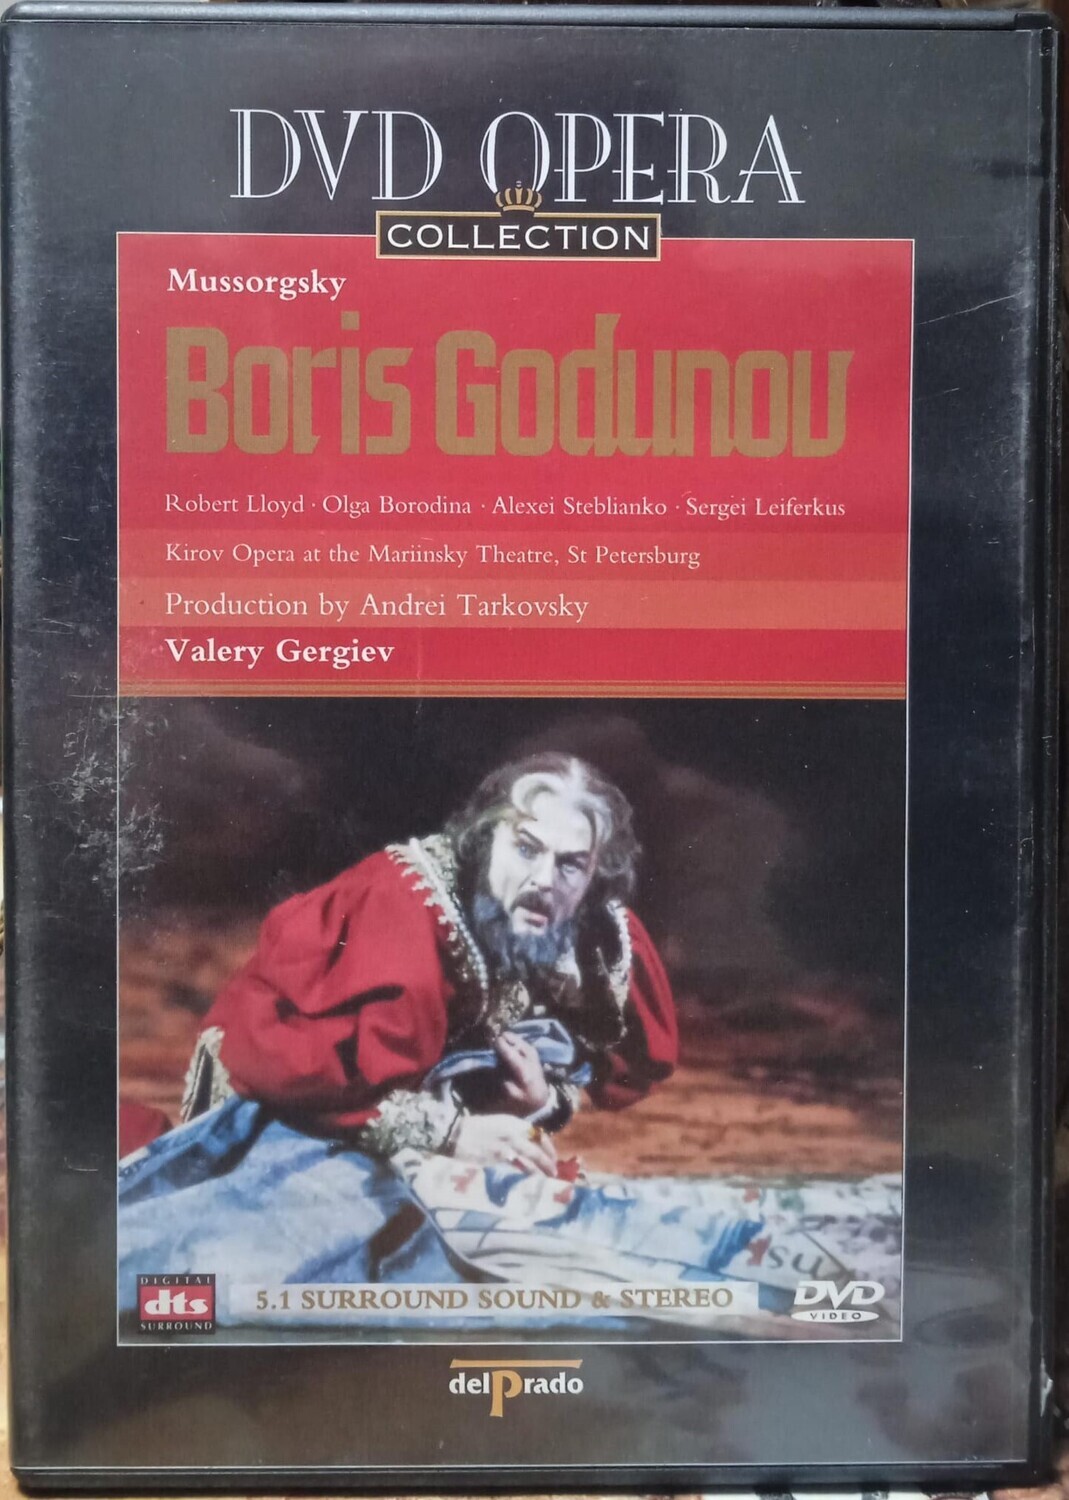 DVD OPERA
COLLECTION
Mussorgsky
Boris Godunov
Robert Lloyd · Olga Borodina · Alexei Steblianko · Sergei Leiferkus
Kirov Opera at the Mariinsky Theatre, St Petersburg
Production by Andrei Tarkovsky
Valery Gergiev
DIGITAL
dts
SURROUND
5.1 SURROUND SOUND & STEREO
DVD
VIDEO
delPrado